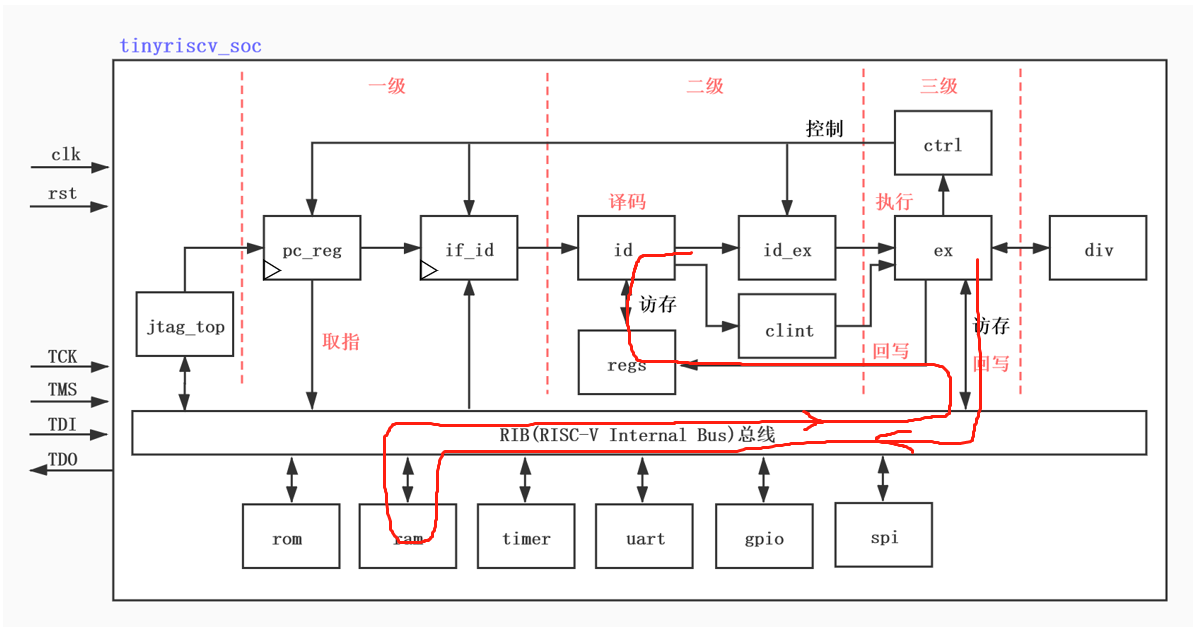 tinyriscv_soc
一级
二级
三级
控制
ctrl
clk
rst
译码
执行
pc_reg
if_id
id
id_ex
ex
div
访存
jtag_top
clint
访存
取指
regs
回写
回写
TCK
TMS
TDI
TDO
RIB(RISC-V Internal Bus)总线
rom
ram
timer
uart
gpio
spi